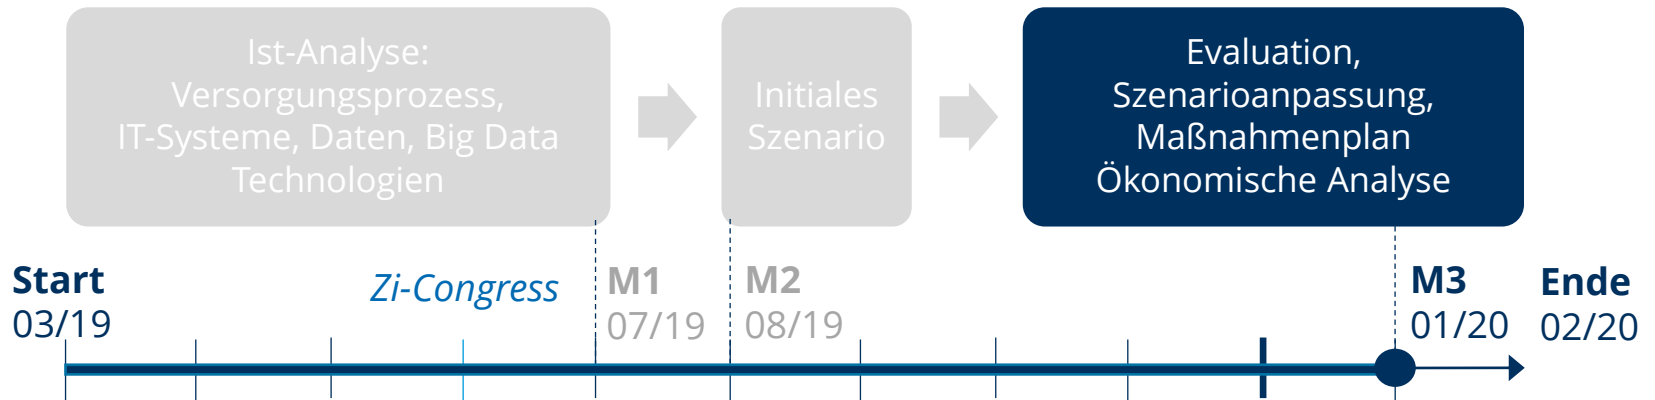 Ist-Analyse:
Versorgungsprozess,
IT-Systeme, Daten, Big Data
Technologien
Initiales
Szenario
Evaluation,
Szenarioanpassung,
Maßnahmenplan
Ökonomische Analyse
Start
03/19
Zi-Congress
M1
07/19
M2
08/19
M3
01/20
Ende
02/20